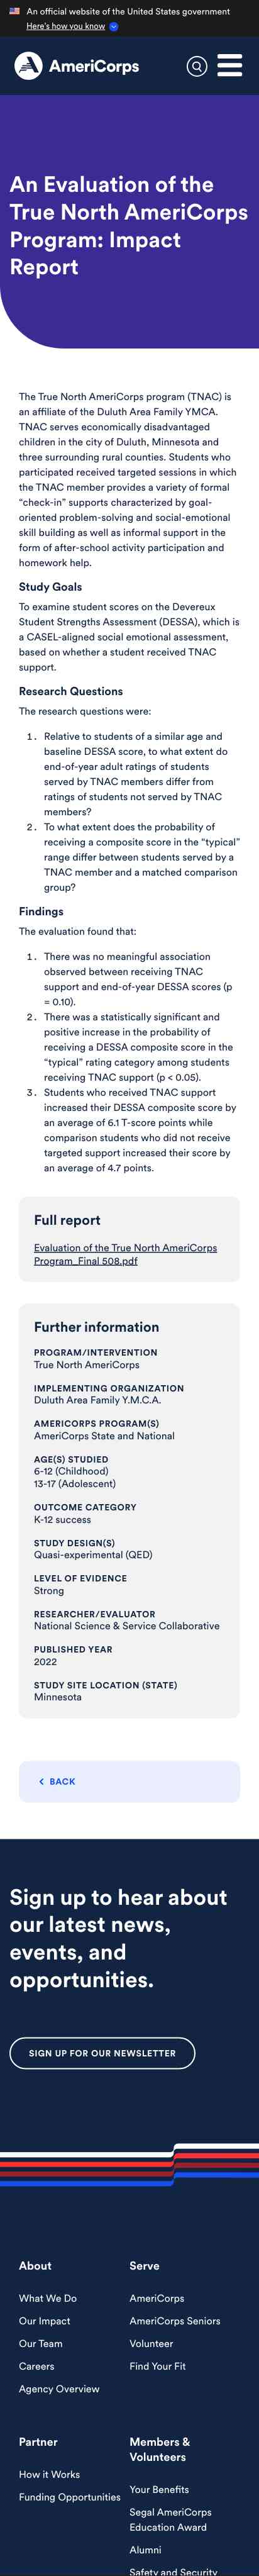 An official website of the United States government
Here's how you know
AmeriCorps
An Evaluation of the
True North AmeriCorps
Program: Impact
Report
The True North AmeriCorps program (TNAC) is
an affiliate of the Duluth Area Family YMCA.
TNAC serves economically disadvantaged
children in the city of Duluth, Minnesota and
three surrounding rural counties. Students who
participated received targeted sessions in which
the TNAC member provides a variety of formal
“check-in” supports characterized by goal-
oriented problem-solving and social-emotional
skill building as well as informal support in the
form of after-school activity participation and
homework help.
Study Goals
To examine student scores on the Devereux
Student Strengths Assessment (DESSA), which is
a CASEL-aligned social emotional assessment,
based on whether a student received TNAC
support.
Research Questions
The research questions were:
1. Relative to students of a similar age and
baseline DESSA score, to what extent do
end-of-year adult ratings of students
served by TNAC members differ from
ratings of students not served by TNAC
members?
2. To what extent does the probability of
receiving a composite score in the “typical”
range differ between students served by a
TNAC member and a matched comparison
group?
Findings
The evaluation found that:
1. There was no meaningful association
observed between receiving TNAC
support and end-of-year DESSA scores (p
= 0.10).
2. There was a statistically significant and
positive increase in the probability of
receiving a DESSA composite score in the
“typical” rating category among students
receiving TNAC support (p < 0.05).
3. Students who received TNAC support
increased their DESSA composite score by
an average of 6.1 T-score points while
comparison students who did not receive
targeted support increased their score by
an average of 4.7 points.
Full report
Evaluation of the True North AmeriCorps
Program_Final 508.pdf
Further information
PROGRAM/INTERVENTION
True North AmeriCorps
IMPLEMENTING ORGANIZATION
Duluth Area Family Y.M.C.A.
AMERICORPS PROGRAM(S)
AmeriCorps State and National
AGE(S) STUDIED
6-12 (Childhood)
13-17 (Adolescent)
OUTCOME CATEGORY
K-12 success
STUDY DESIGN(S)
Quasi-experimental (QED)
LEVEL OF EVIDENCE
Strong
RESEARCHER/EVALUATOR
National Science & Service Collaborative
PUBLISHED YEAR
2022
STUDY SITE LOCATION (STATE)
Minnesota
BACK
Sign up to hear about
our latest news,
events, and
opportunities.
SIGN UP FOR OUR NEWSLETTER
About
What We Do
Our Impact
Our Team
Careers
Agency Overview
Serve
AmeriCorps
AmeriCorps Seniors
Volunteer
Find Your Fit
Partner
How it Works
Funding Opportunities
Members &
Volunteers
Your Benefits
Segal AmeriCorps
Education Award
Alumni
Safety and Security